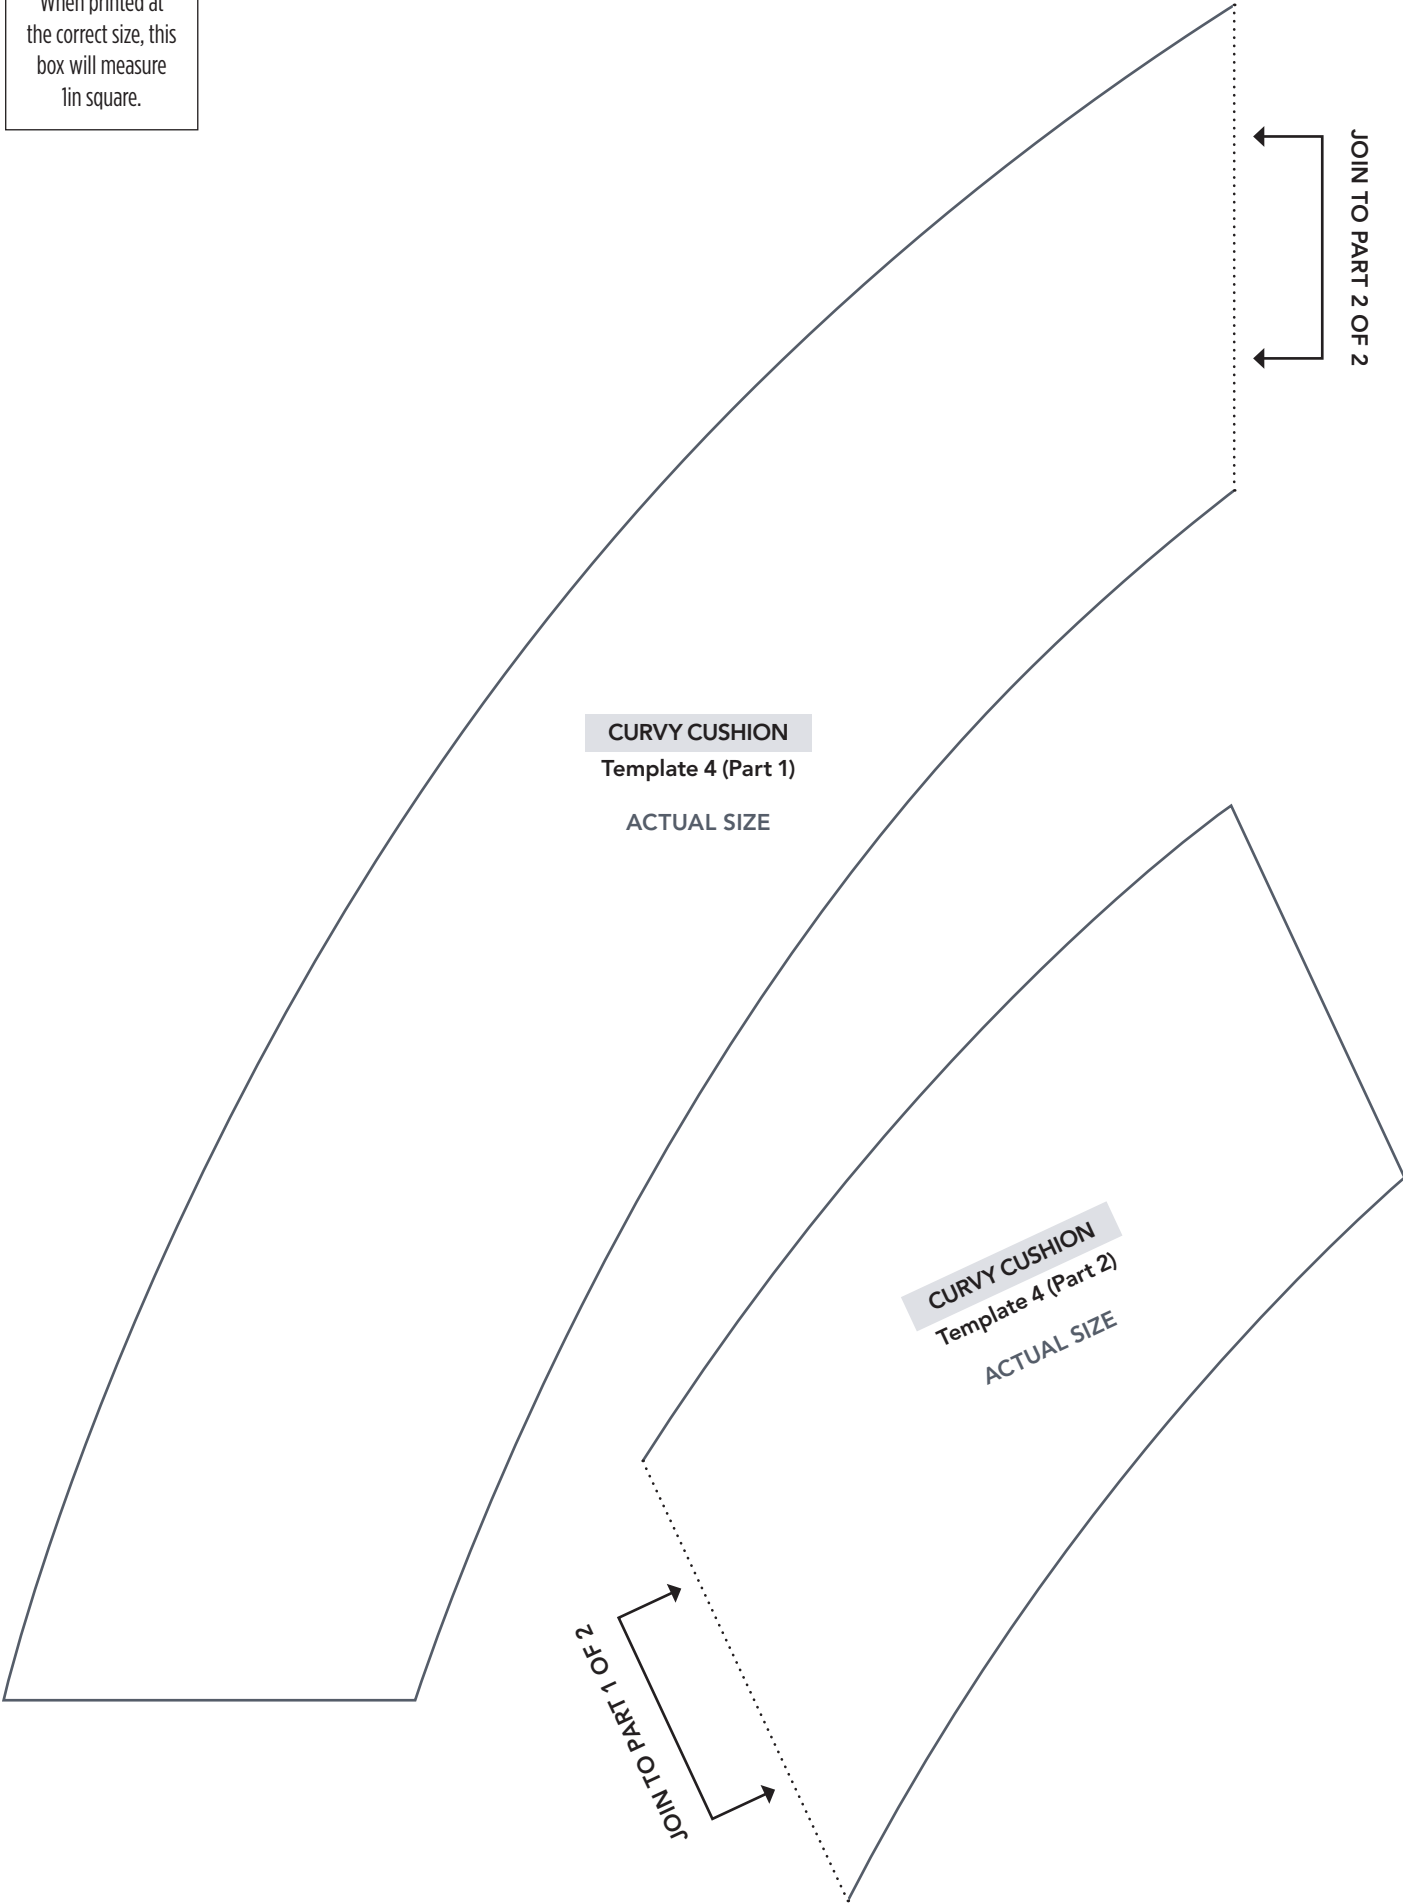 When printed at
the correct size, this
box will measure
1in square.
JOIN TO PART 2 OF 2
CURVY CUSHION
Template 4 (Part 1)
ACTUAL SIZE
CURVY CUSHION
Template 4 (Part 2)
ACTUAL SIZE
JOIN TO PART 1 OF 2